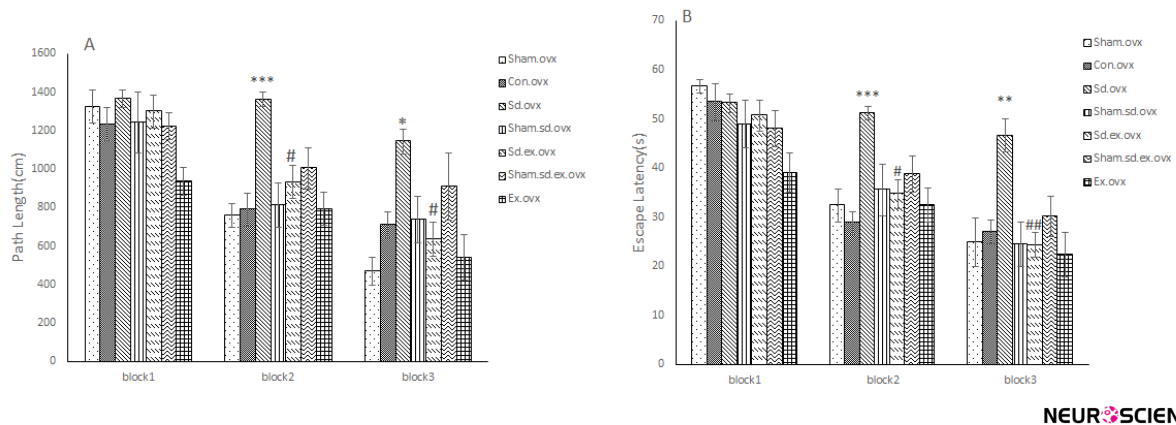 A
1600
1400
1200
1000
800
600
400
200
0
Path Length(cm)
***
#
*
#
block1 block2 block3
Sham.ovx
Con.ovx
Sd.ovx
Sham.sd.ovx
Sd.ex.ovx
Sham.sd.ex.ovx
Ex.ovx
B
70
60
50
40
30
20
10
0
Escape Latency(s)
***
#
**
##
block1 block2 block3
Sham.ovx
Con.ovx
Sd.ovx
Sham.sd.ovx
Sd.ex.ovx
Sham.sd.ex.ovx
Ex.ovx
NEUROSCIEN